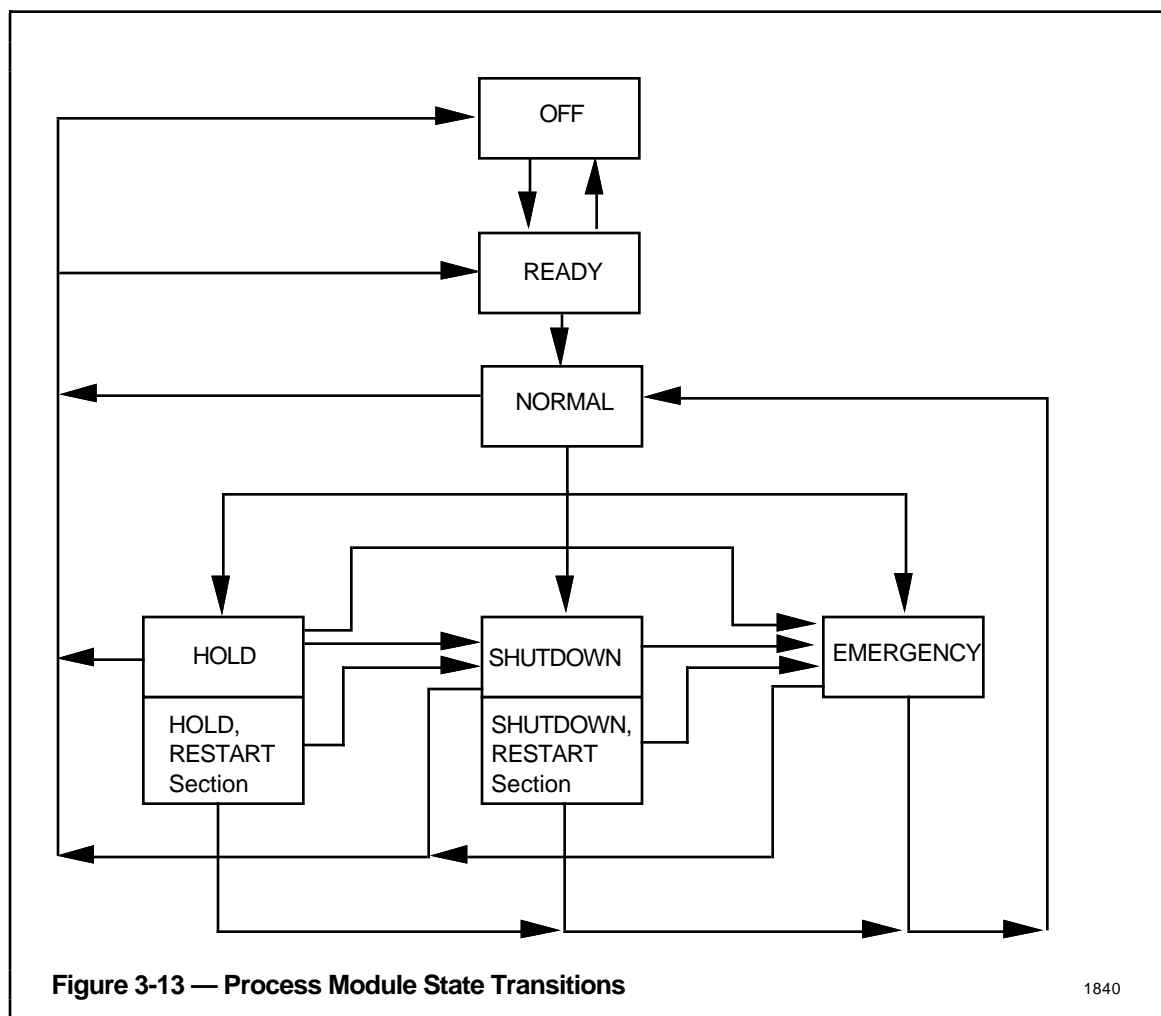 OFF
READY
NORMAL
HOLD
SHUTDOWN
EMERGENCY
HOLD,
RESTART
Section
SHUTDOWN,
RESTART
Section
Figure 3-13 — Process Module State Transitions
1840